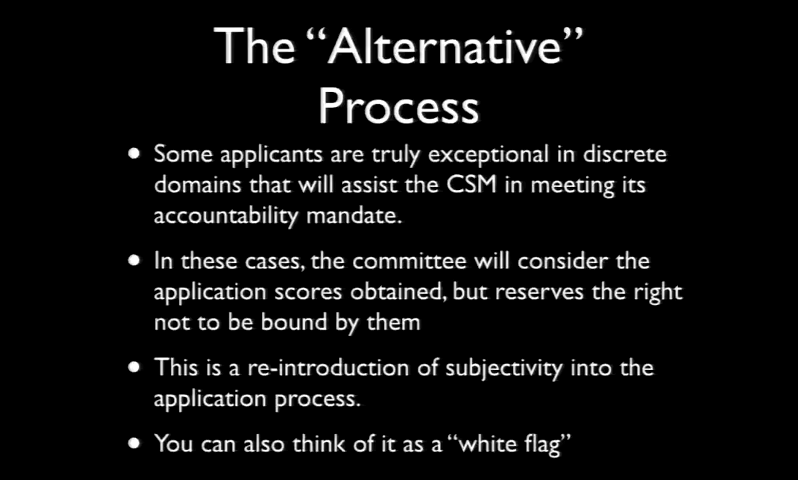 The “Alternative”
Process
• Some applicants are truly exceptional in discrete
domains that will assist the CSM in meeting its
accountability mandate.
• In these cases, the committee will consider the
application scores obtained, but reserves the right
not to be bound by them
• This is a re-introduction of subjectivity into the
application process.
• You can also think of it as a “white flag”